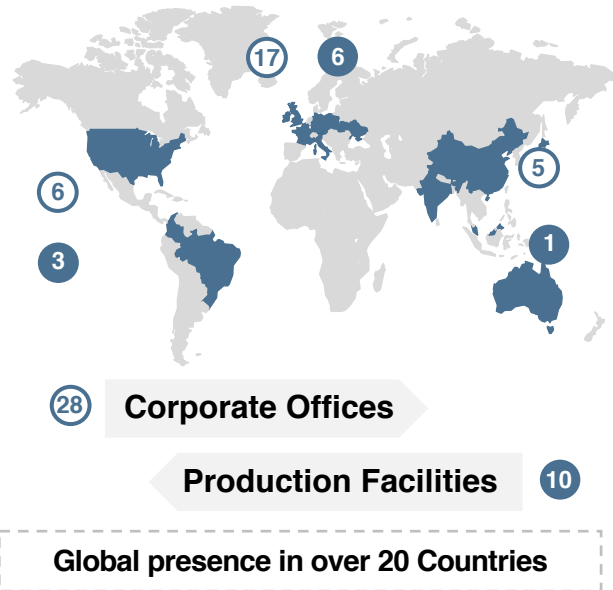 17
6
5
6
1
3
28
Corporate Offices
Production Facilities
10
Global presence in over 20 Countries